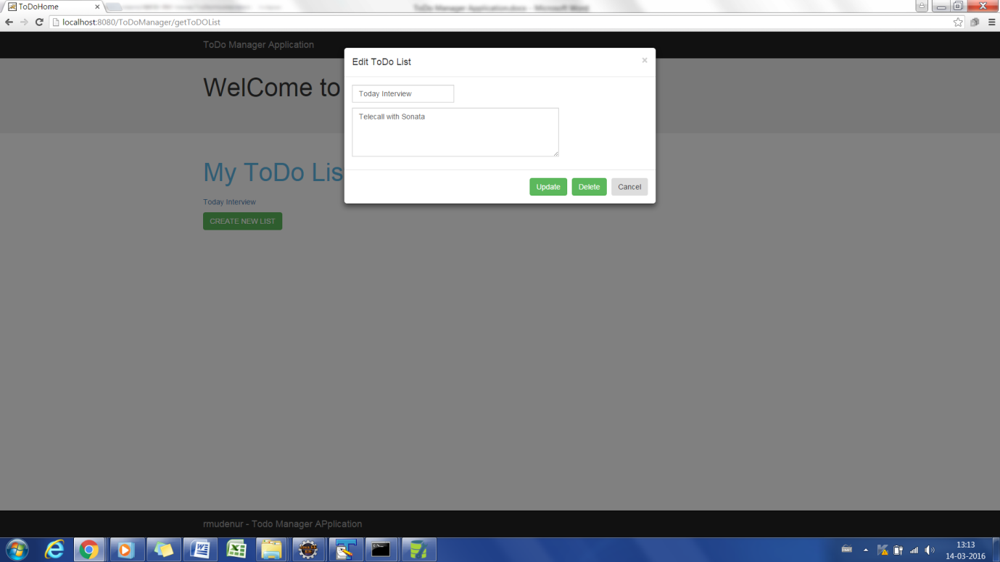 ToDoHome
ToDo Manager Application.docx - Microsoft Word
localhost:8080/ToDoManager/getToDOList
ToDo Manager Application
Edit ToDo List
×
WelCome to
Today Interview
Telecall with Sonata
My ToDo Lis
Update
Delete
Cancel
Today Interview
CREATE NEW LIST
rmudenur - Todo Manager APplication
13:13
14-03-2016